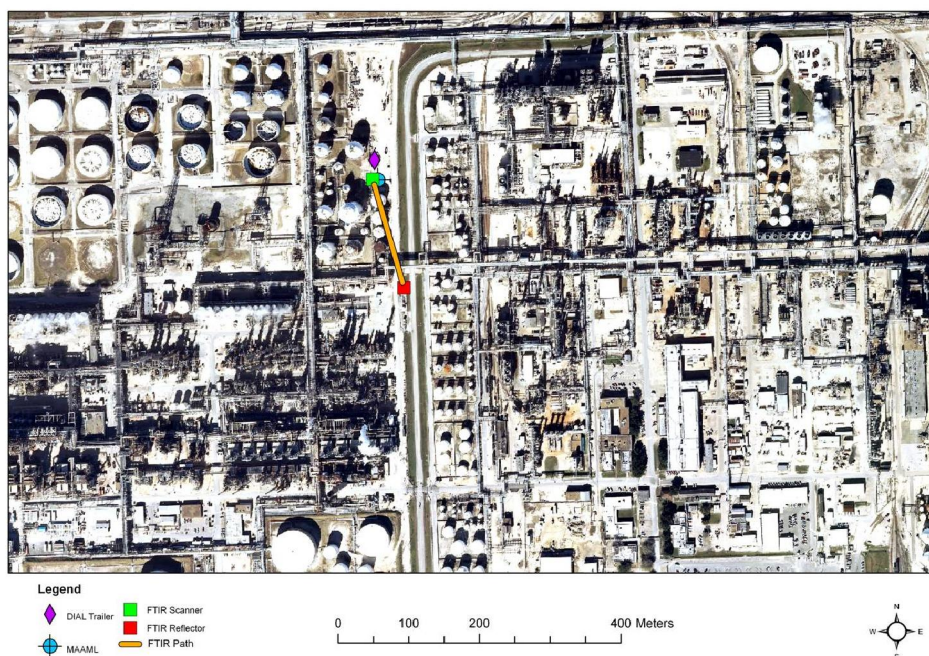 Legend
DIAL Trailer
MAAML
FTIR Scanner
FTIR Reflector
FTIR Path
0 100 200 400 Meters
N
W E
S